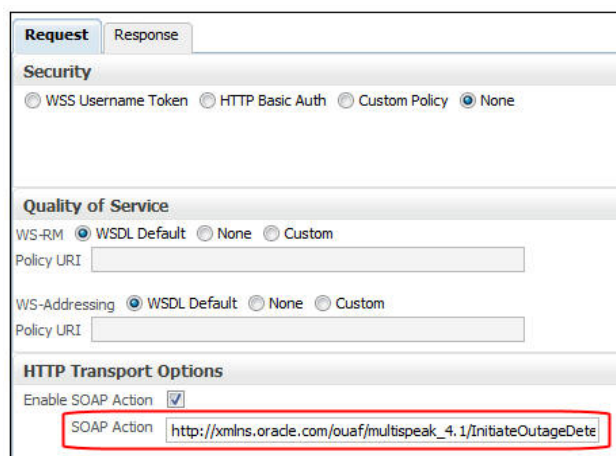 Request Response
Security
WSS Username Token HTTP Basic Auth Custom Policy None
Quality of Service
WS-RM WSDL Default None Custom
Policy URI
WS-Addressing WSDL Default None Custom
Policy URI
HTTP Transport Options
Enable SOAP Action
SOAP Action http://xmlns.oracle.com/ouaf/multispeak_4.1/InitiateOutageDete